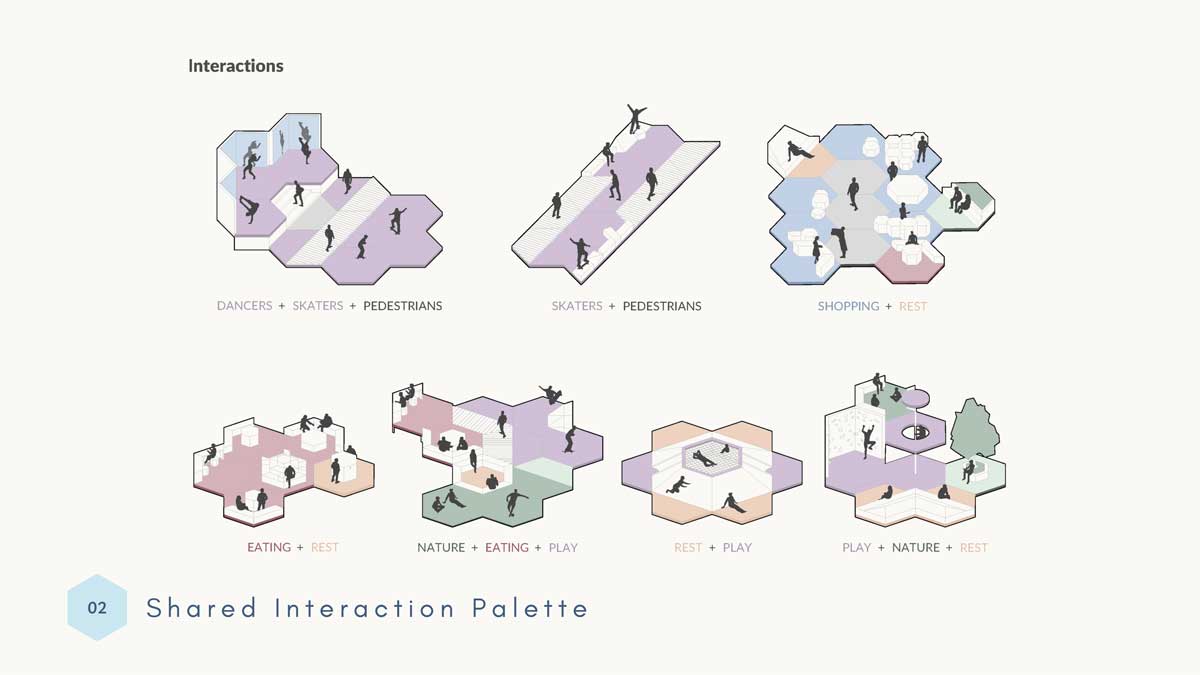 Interactions
DANCERS + SKATERS + PEDESTRIANS
SKATERS + PEDESTRIANS
SHOPPING + REST
EATING + REST
NATURE + EATING + PLAY
REST + PLAY
PLAY + NATURE + REST
02
Shared Interaction Palette